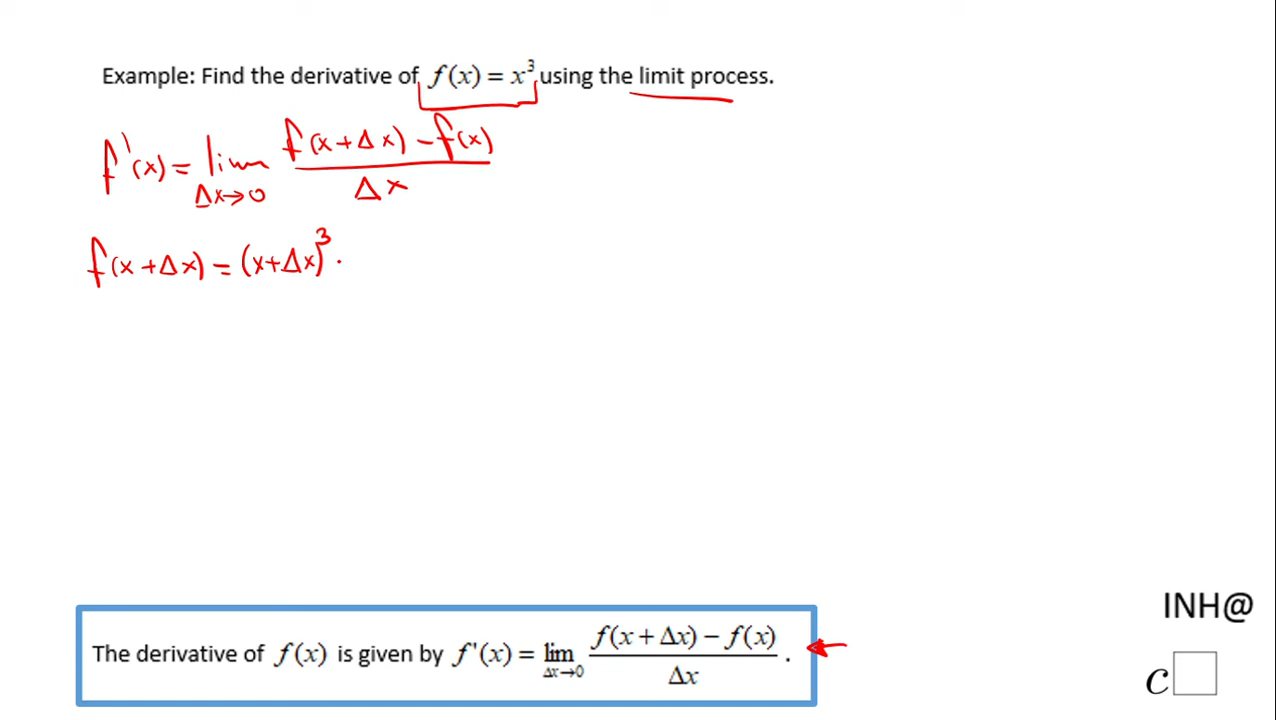 Example: Find the derivative of f(x) = x³ using the limit process.
f'(x) = lim Δx→0 (f(x+Δx) - f(x)) / Δx
f(x+Δx) = (x+Δx)³.
INH@
The derivative of f(x) is given by f'(x) = lim Δx→0 (f(x+Δx) − f(x)) / Δx .
c□